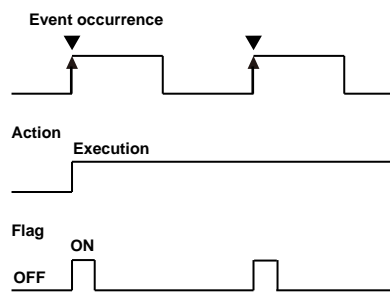 Event occurrence
Action
Execution
Flag
ON
OFF